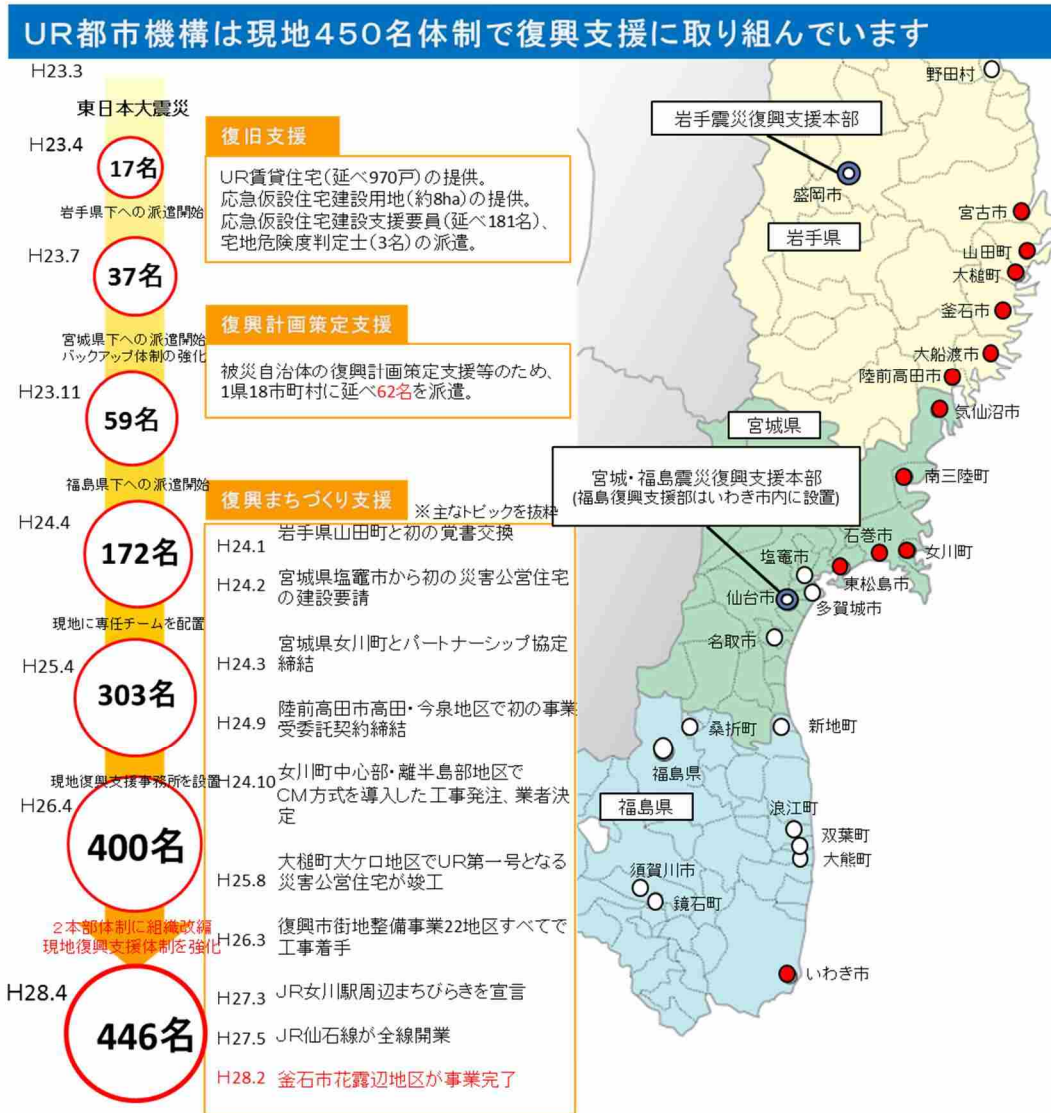 UR都市機構は現地450名体制で復興支援に取り組んでいます
H23.3
東日本大震災
H23.4
17名
岩手県下への派遣開始
H23.7
37名
宮城県下への派遣開始
バックアップ体制の強化
H23.11
59名
福島県下への派遣開始
H24.4
172名
現地に専任チームを配置
H25.4
303名
現地復興支援事務所を設置
H26.4
400名
2本部体制に組織改編
現地復興支援体制を強化
H28.4
446名
復旧支援
UR賃貸住宅(延べ970戸)の提供。
応急仮設住宅建設用地(約8ha)の提供。
応急仮設住宅建設支援要員(延べ181名)、
宅地危険度判定士(3名)の派遣。
復興計画策定支援
被災自治体の復興計画策定支援等のため、
1県18市町村に延べ62名を派遣。
復興まちづくり支援
※主なトピックを抜粋
H24.1 岩手県山田町と初の覚書交換
H24.2 宮城県塩竈市から初の災害公営住宅
の建設要請
H24.3 宮城県女川町とパートナーシップ協定
締結
H24.9 陸前高田市高田・今泉地区で初の事業
受委託契約締結
H24.10 女川町中心部・離半島部地区で
CM方式を導入した工事発注、業者決
定
H25.8 大槌町大ケロ地区でUR第一号となる
災害公営住宅が竣工
H26.3 復興市街地整備事業22地区すべてで
工事着手
H27.3 JR女川駅周辺まちびらきを宣言
H27.5 JR仙石線が全線開業
H28.2 釜石市花露辺地区が事業完了
野田村
岩手震災復興支援本部
盛岡市
宮古市
岩手県
山田町
大槌町
釜石市
大船渡市
陸前高田市
気仙沼市
宮城県
宮城・福島震災復興支援本部
(福島復興支援部はいわき市内に設置)
南三陸町
石巻市
女川町
塩竈市
東松島市
仙台市
多賀城市
名取市
桑折町
新地町
福島県
福島県
浪江町
双葉町
大熊町
須賀川市
鏡石町
いわき市